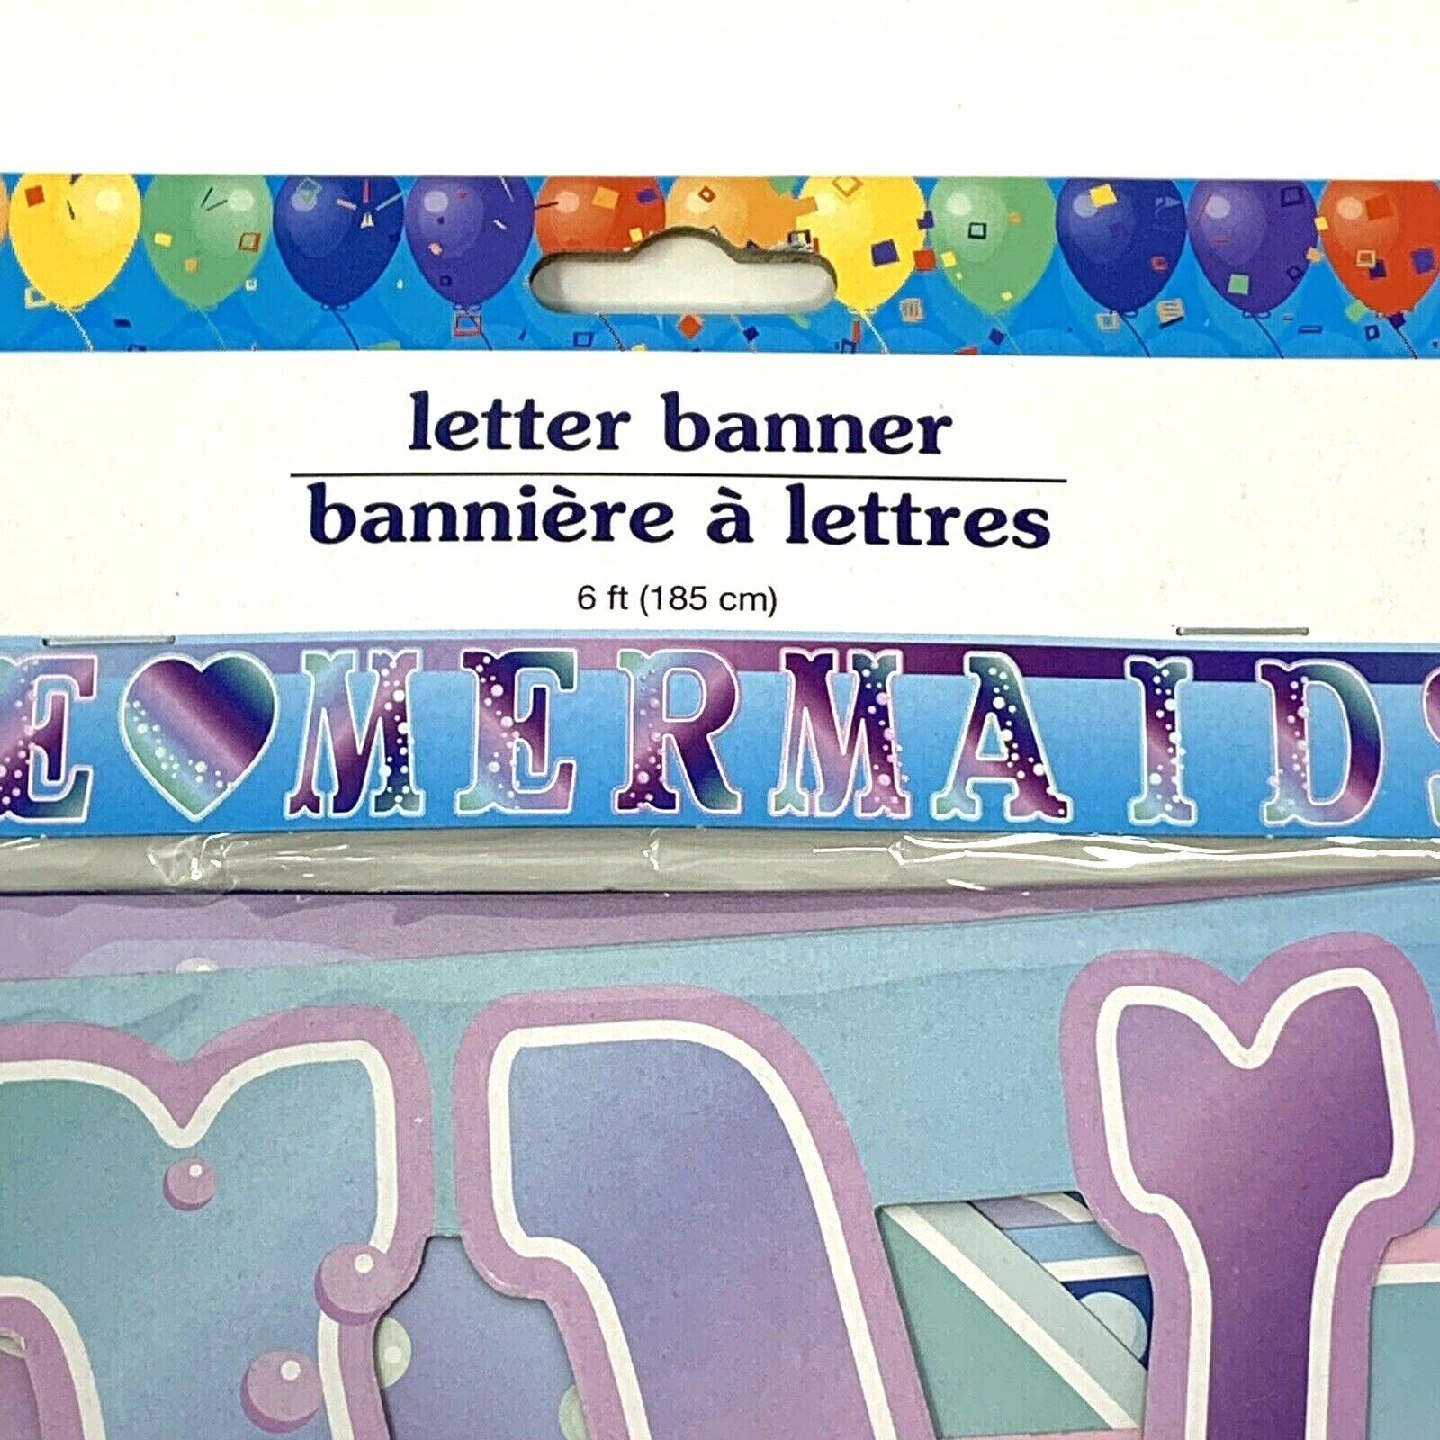 letter banner
bannière à lettres
6 ft (185 cm)
E MERMAIDS